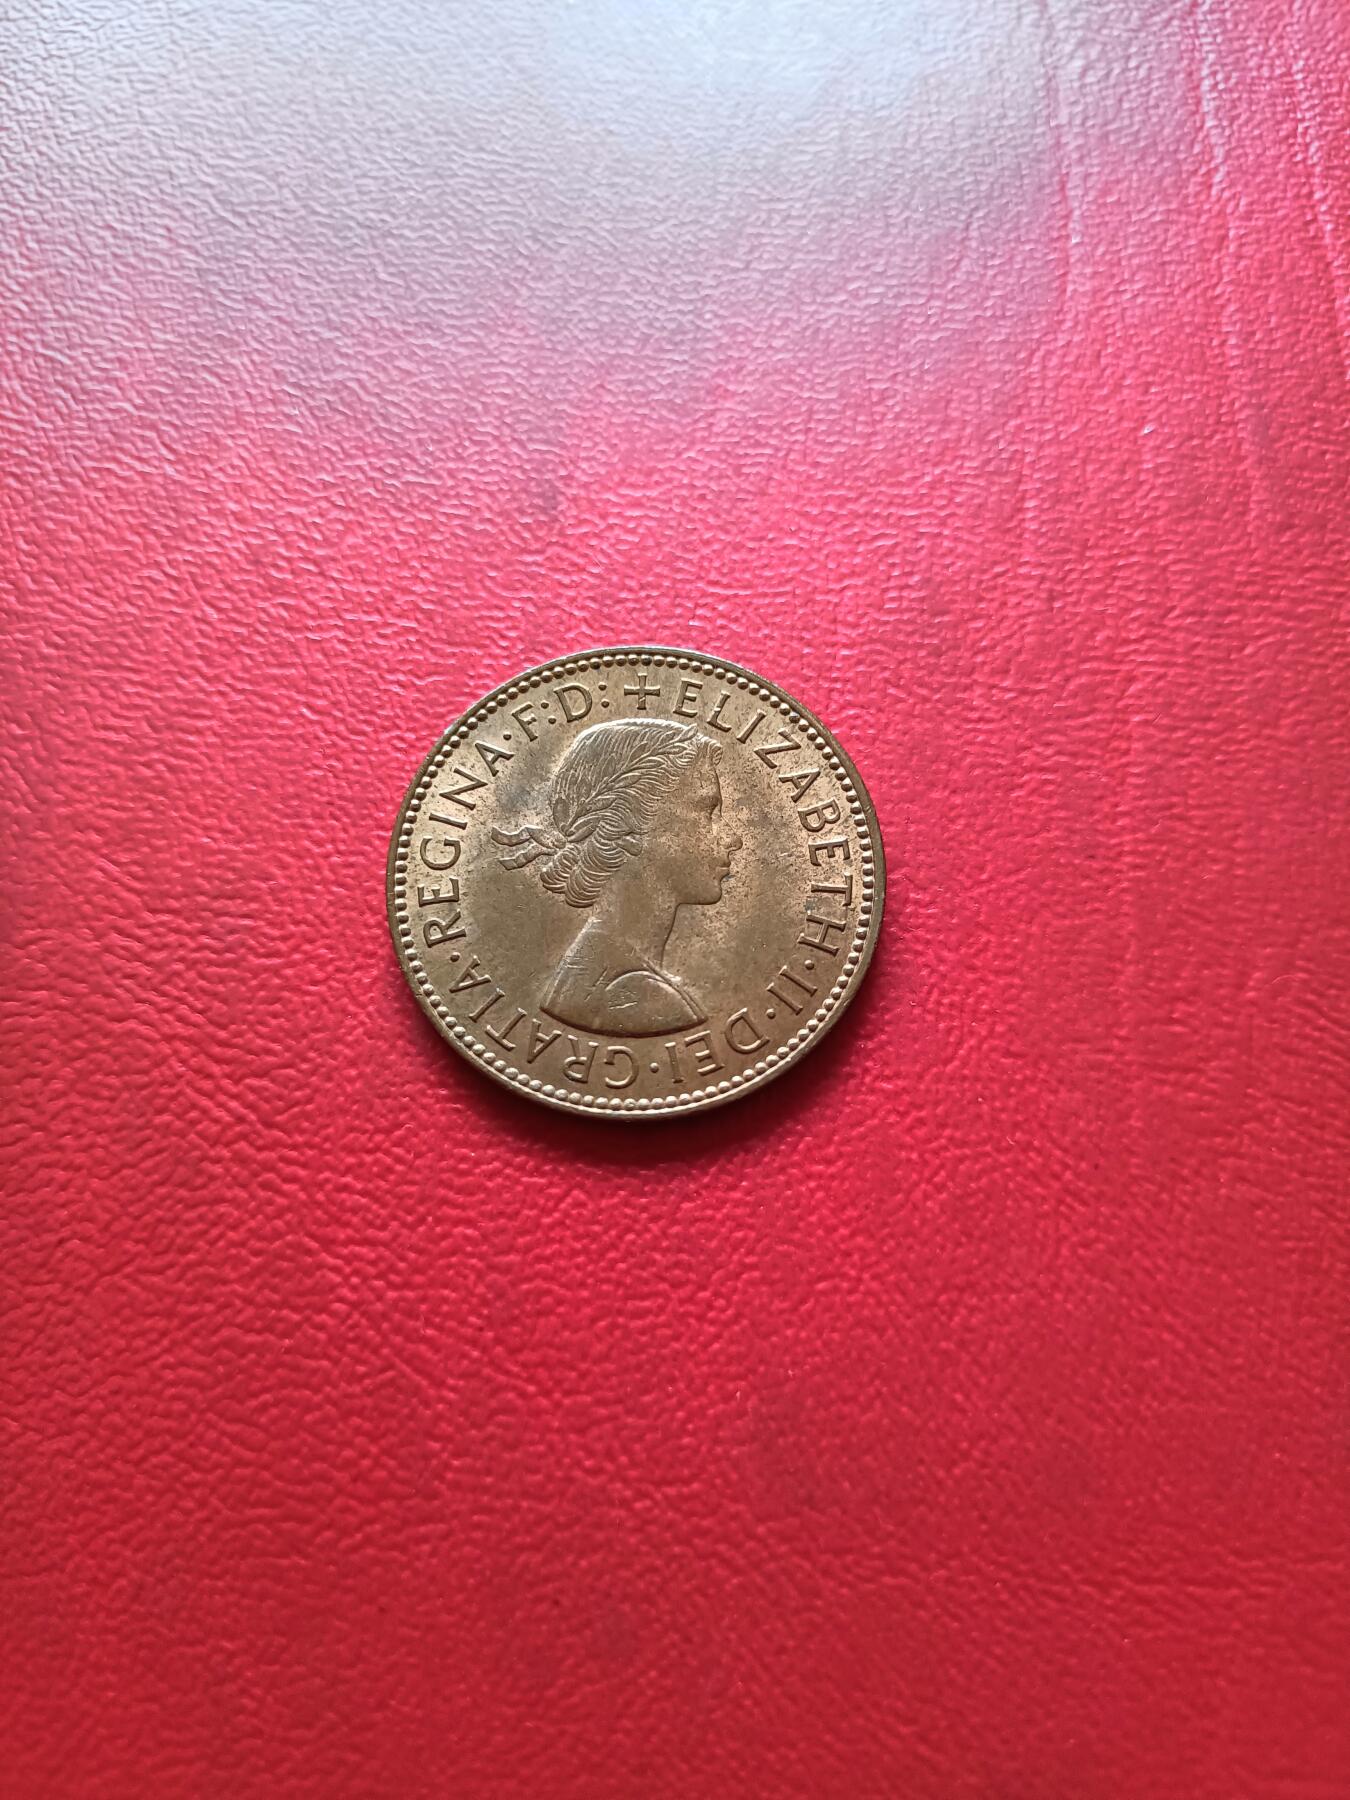 + ELIZABETH · II · DEI · GRATIA · REGINA · F: D: